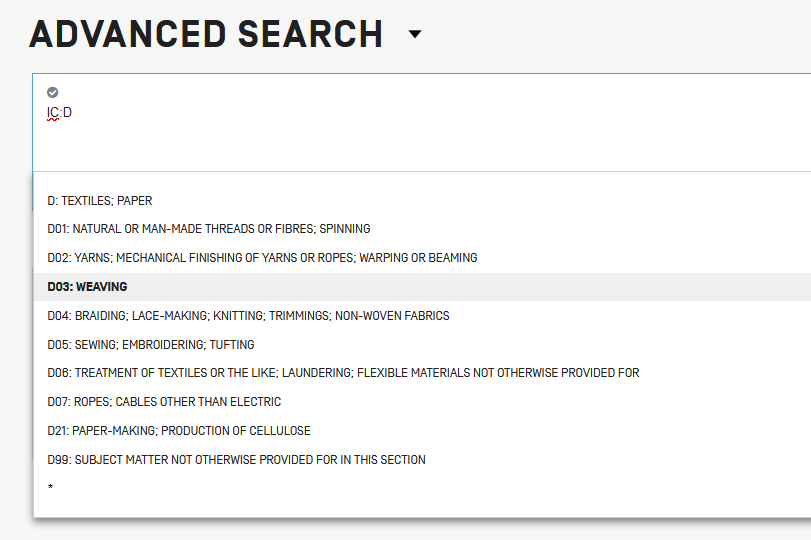 ADVANCED SEARCH
IC:D
D: TEXTILES; PAPER
D01: NATURAL OR MAN-MADE THREADS OR FIBRES; SPINNING
D02: YARNS; MECHANICAL FINISHING OF YARNS OR ROPES; WARPING OR BEAMING
D03: WEAVING
D04: BRAIDING; LACE-MAKING; KNITTING; TRIMMINGS; NON-WOVEN FABRICS
D05: SEWING; EMBROIDERING; TUFTING
D06: TREATMENT OF TEXTILES OR THE LIKE; LAUNDERING; FLEXIBLE MATERIALS NOT OTHERWISE PROVIDED FOR
D07: ROPES; CABLES OTHER THAN ELECTRIC
D21: PAPER-MAKING; PRODUCTION OF CELLULOSE
D99: SUBJECT MATTER NOT OTHERWISE PROVIDED FOR IN THIS SECTION
*